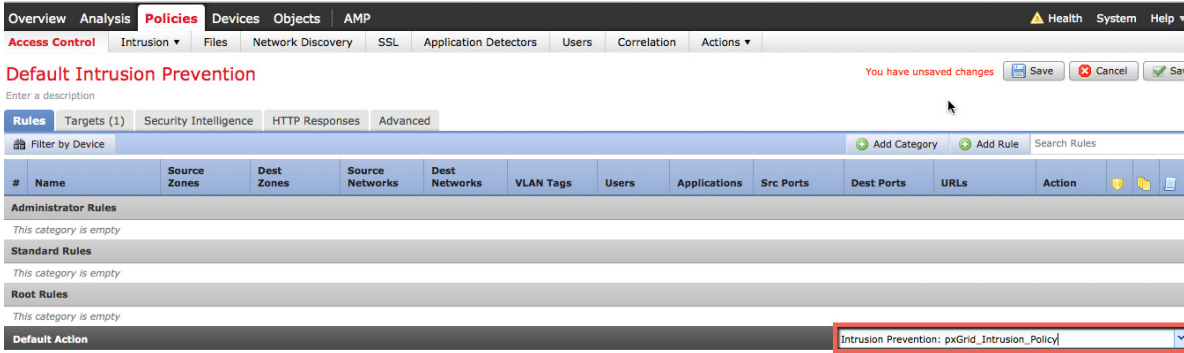 Overview Analysis Policies Devices Objects AMP Health System Help
Access Control Intrusion Files Network Discovery SSL Application Detectors Users Correlation Actions
Default Intrusion Prevention You have unsaved changes Save Cancel
Enter a description
Rules Targets (1) Security Intelligence HTTP Responses Advanced
Filter by Device Add Category Add Rule Search Rules
# Name Source Zones Dest Zones Source Networks Dest Networks VLAN Tags Users Applications Src Ports Dest Ports URLs Action
Administrator Rules
This category is empty
Standard Rules
This category is empty
Root Rules
This category is empty
Default Action Intrusion Prevention: pxGrid_Intrusion_Policy